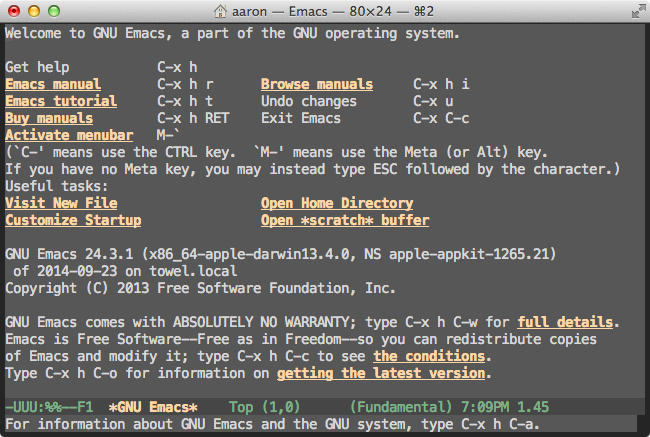 aaron — Emacs — 80×24 — ⌘2
Welcome to GNU Emacs, a part of the GNU operating system.
Get help C-x h
Emacs manual C-x h r Browse manuals C-x h i
Emacs tutorial C-x h t Undo changes C-x u
Buy manuals C-x h RET Exit Emacs C-x C-c
Activate menubar M-`
(`C-' means use the CTRL key.  `M-' means use the Meta (or Alt) key.
If you have no Meta key, you may instead type ESC followed by the character.)
Useful tasks:
Visit New File Open Home Directory
Customize Startup Open *scratch* buffer
GNU Emacs 24.3.1 (x86_64-apple-darwin13.4.0, NS apple-appkit-1265.21)
of 2014-09-23 on towel.local
Copyright (C) 2013 Free Software Foundation, Inc.
GNU Emacs comes with ABSOLUTELY NO WARRANTY; type C-x h C-w for full details.
Emacs is Free Software--Free as in Freedom--so you can redistribute copies
of Emacs and modify it; type C-x h C-c to see the conditions.
Type C-x h C-o for information on getting the latest version.
-UUU:%%--F1  *GNU Emacs*    Top (1,0)      (Fundamental) 7:09PM 1.45
For information about GNU Emacs and the GNU system, type C-x h C-a.